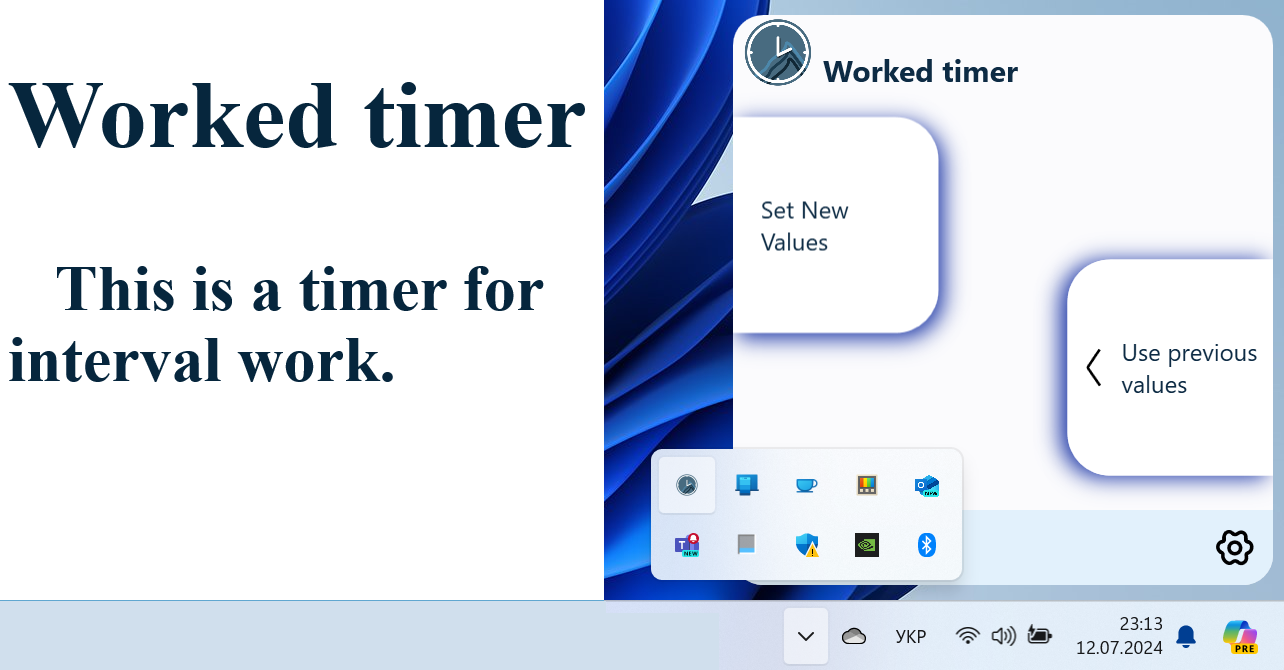 Worked timer
This is a timer for
interval work.
Worked timer
Set New
Values
Use previous
values
NEW
NEW
УКР
23:13
12.07.2024
PRE